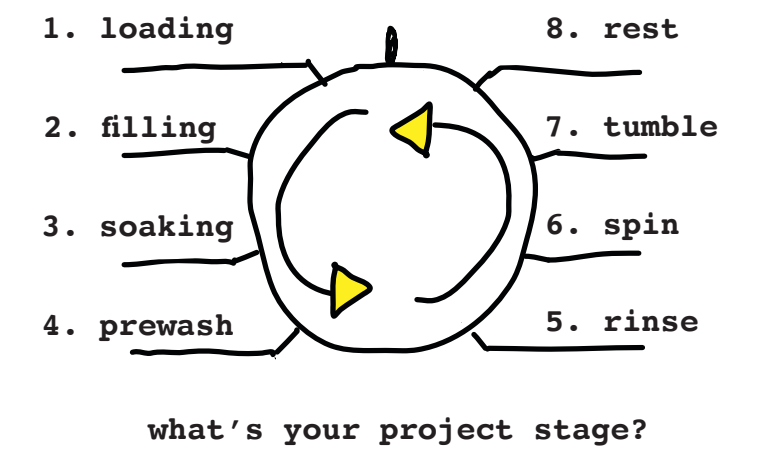 1. loading
2. filling
3. soaking
4. prewash
5. rinse
6. spin
7. tumble
8. rest
what's your project stage?